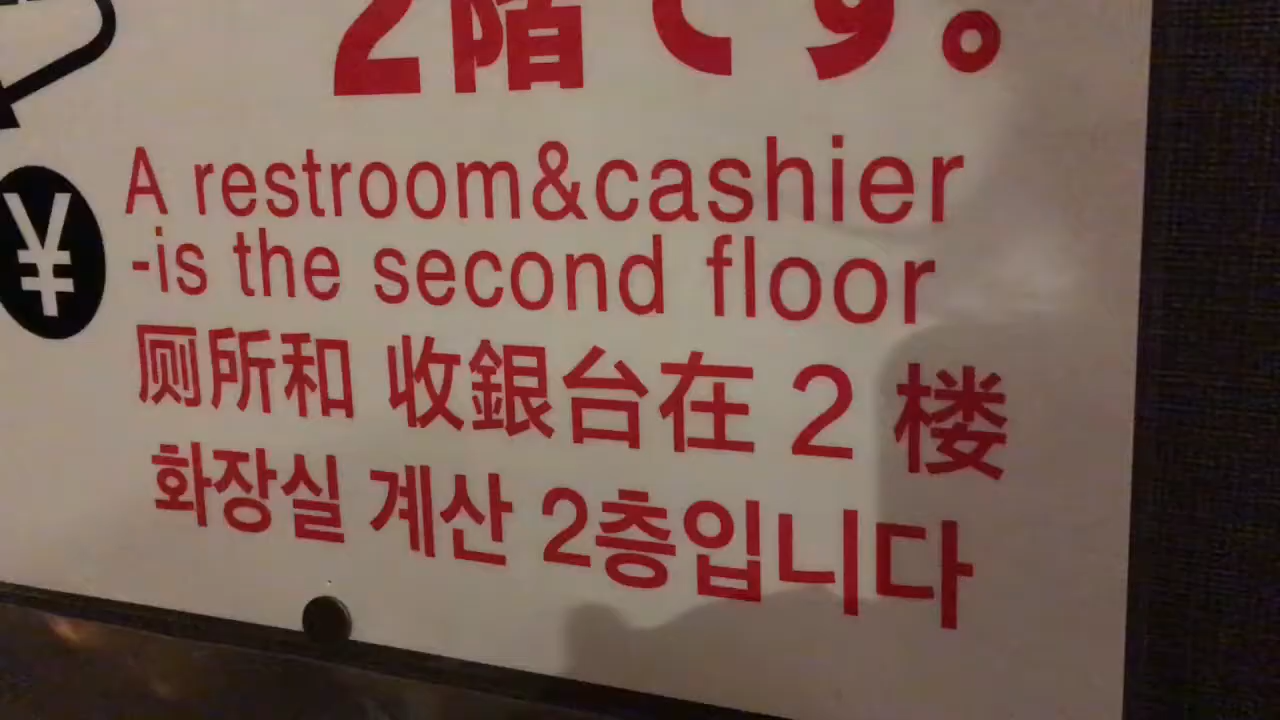 2階です。
A restroom&cashier
-is the second floor
¥
厕所和 收銀台在 2 楼
화장실 계산 2층입니다